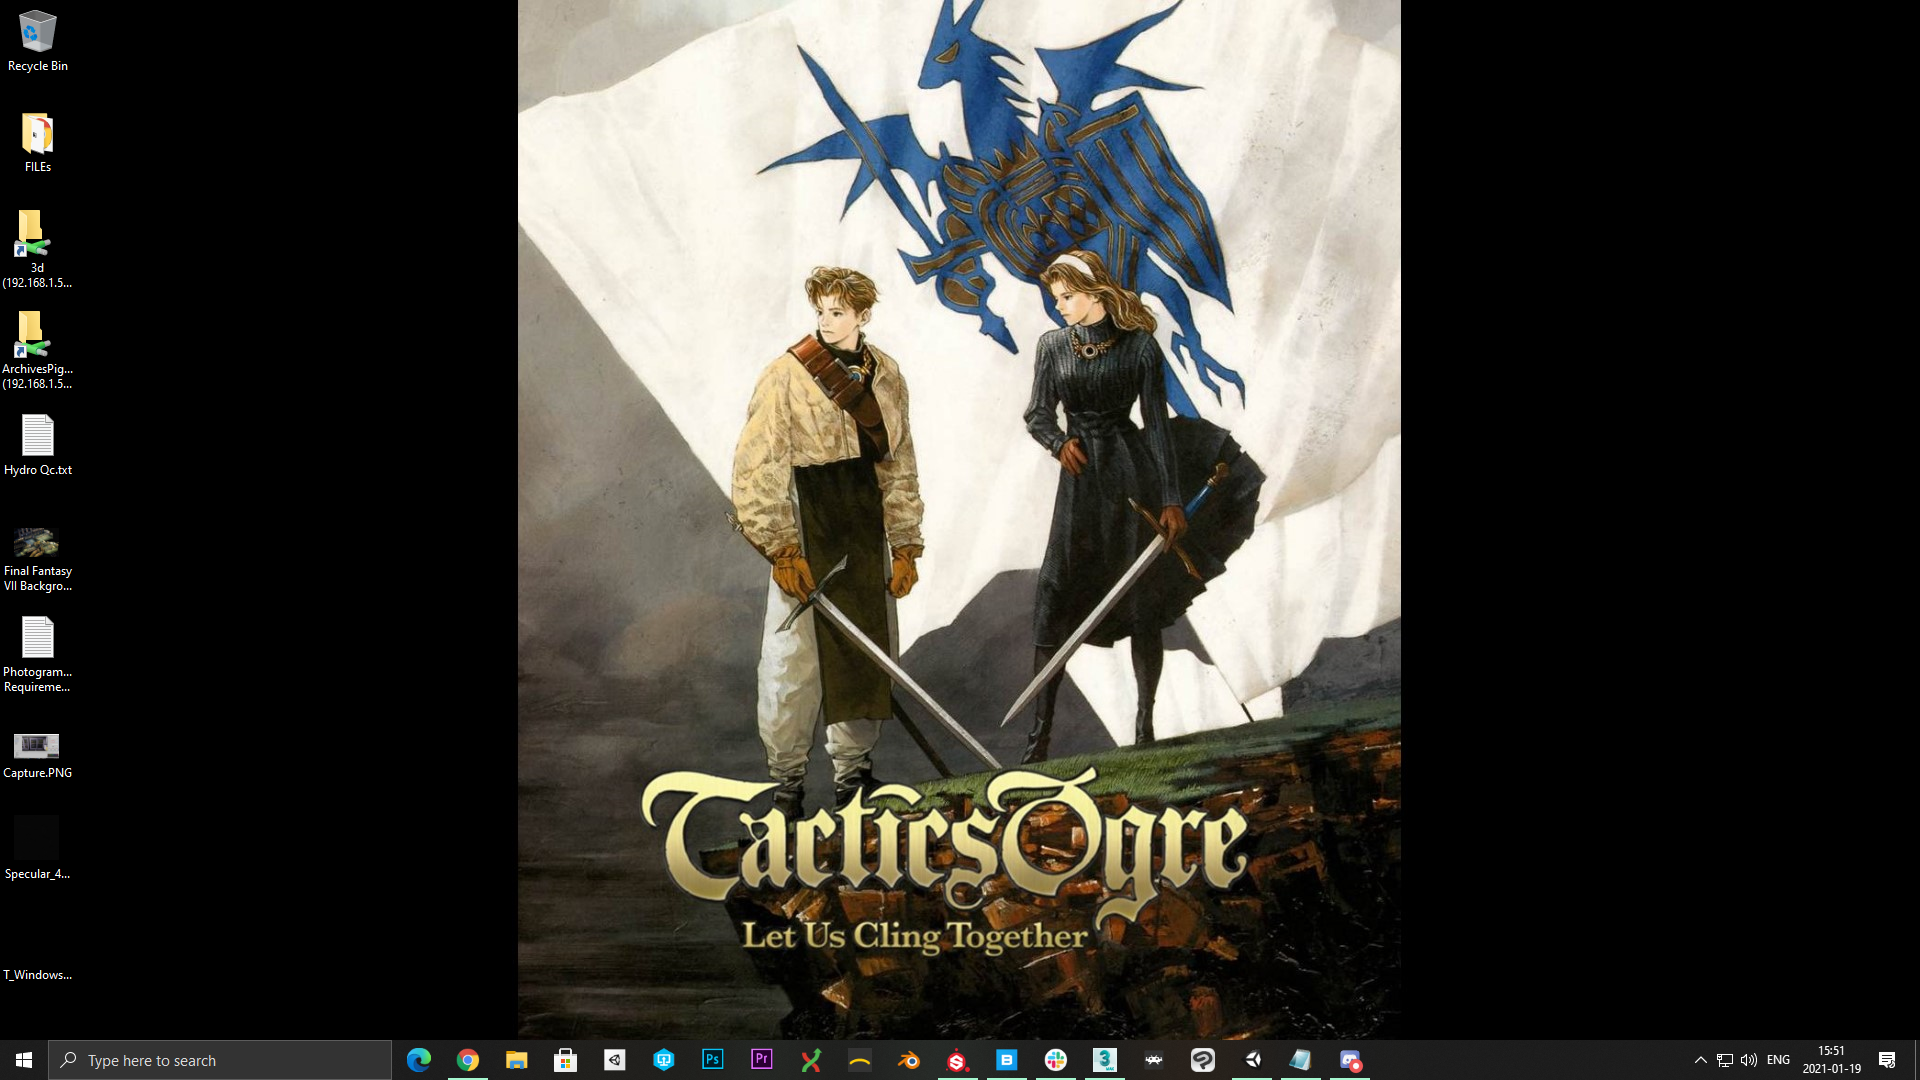 Recycle Bin
FILEs
3d
(192.168.1.5...
ArchivesPig...
(192.168.1.5...
Hydro Qc.txt
Final Fantasy
VII Backgro...
Photogram...
Requireme...
Capture.PNG
Specular_4...
T_Windows...
Tactics Ogre
Let Us Cling Together
Type here to search
Ps
Pr
S
B
3
ENG
15:51
2021-01-19